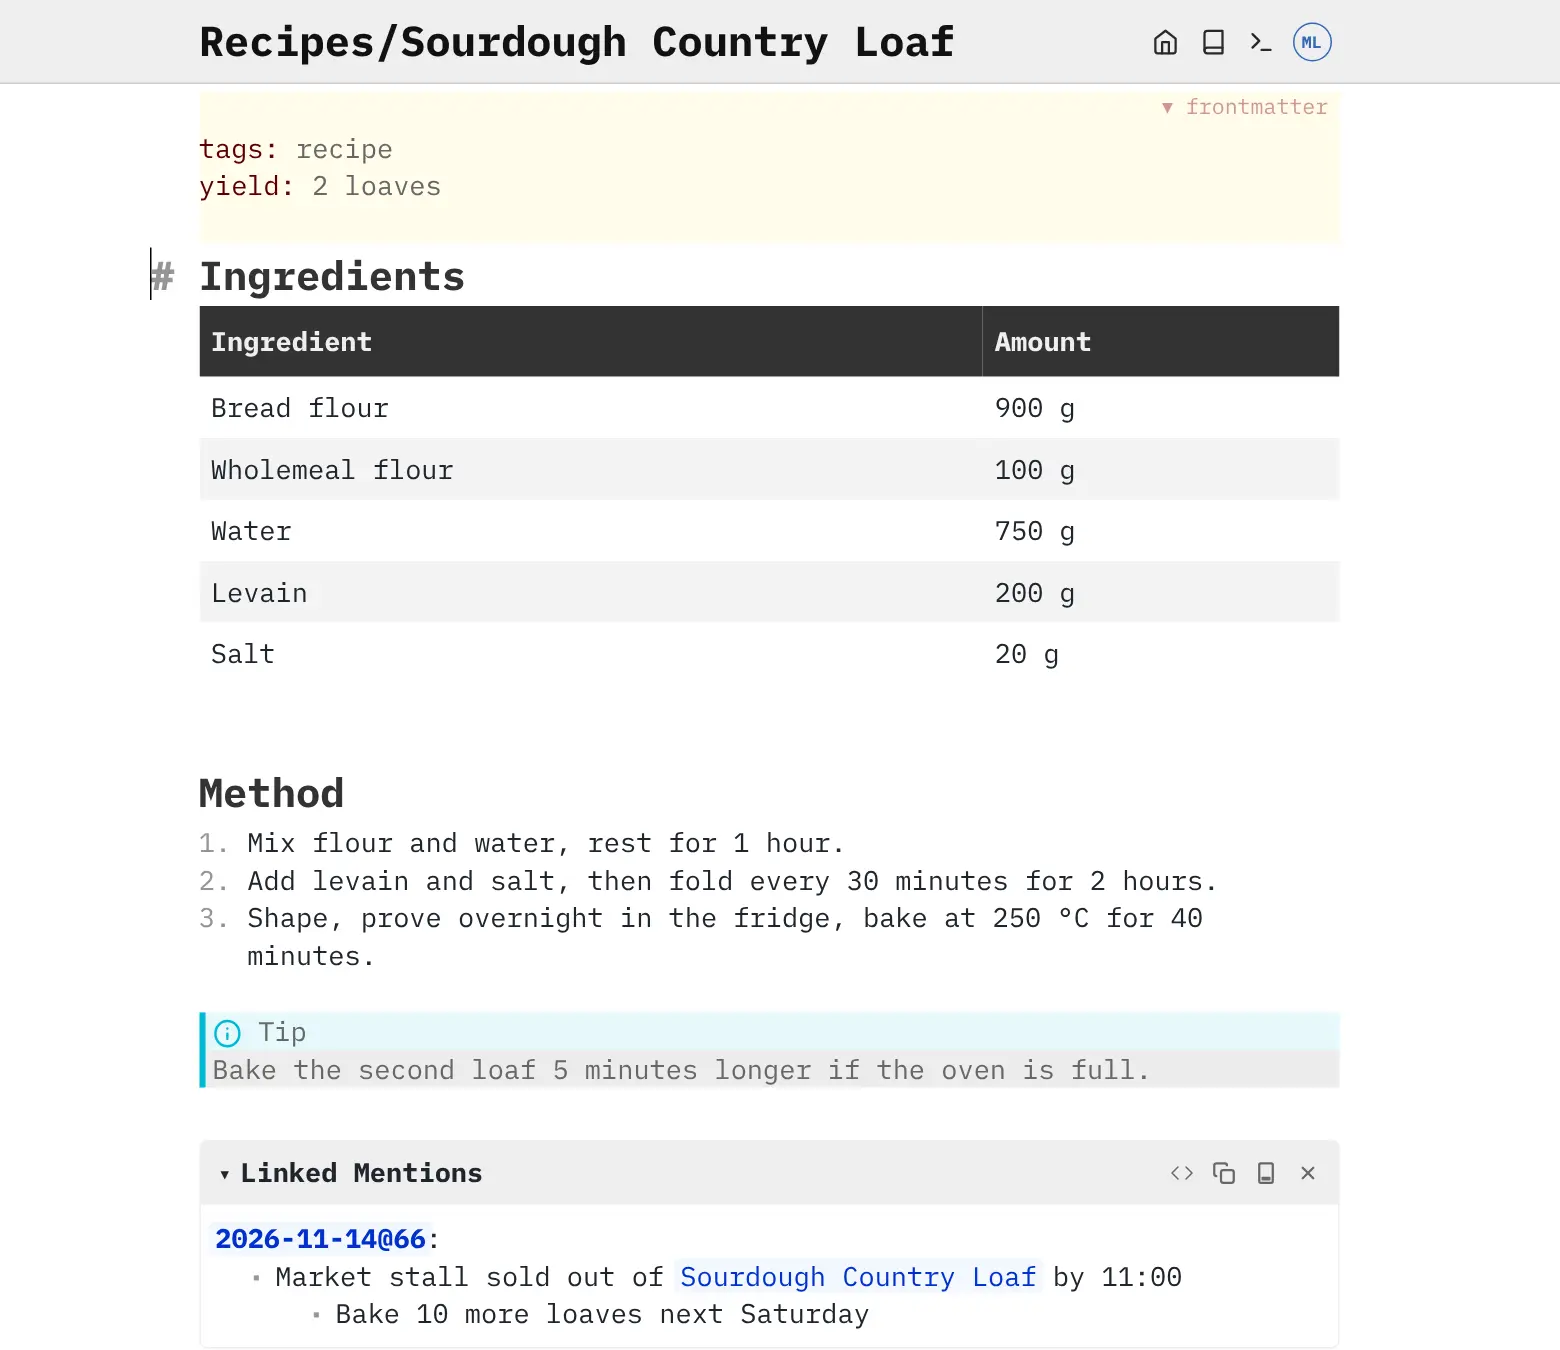 Recipes/Sourdough Country Loaf
ML
▼ frontmatter
tags: recipe
yield: 2 loaves
# Ingredients
Ingredient Amount
Bread flour 900 g
Wholemeal flour 100 g
Water 750 g
Levain 200 g
Salt 20 g
Method
1. Mix flour and water, rest for 1 hour.
2. Add levain and salt, then fold every 30 minutes for 2 hours.
3. Shape, prove overnight in the fridge, bake at 250 °C for 40
minutes.
Tip
Bake the second loaf 5 minutes longer if the oven is full.
▼ Linked Mentions
2026-11-14@66:
Market stall sold out of Sourdough Country Loaf by 11:00
Bake 10 more loaves next Saturday